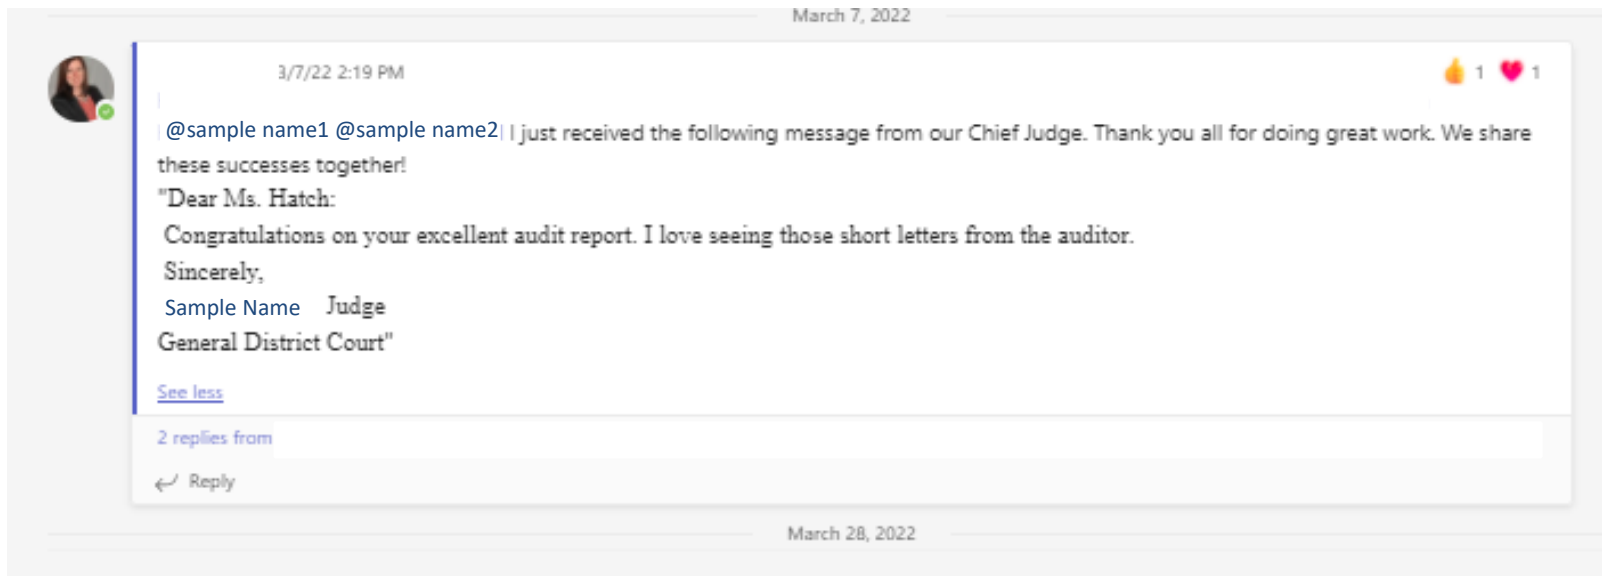 March 7, 2022
3/7/22 2:19 PM
1 1
@sample name1 @sample name2 I just received the following message from our Chief Judge. Thank you all for doing great work. We share
these successes together!
"Dear Ms. Hatch:
Congratulations on your excellent audit report. I love seeing those short letters from the auditor.
Sincerely,
Sample Name Judge
General District Court"
See less
2 replies from
Reply
March 28, 2022